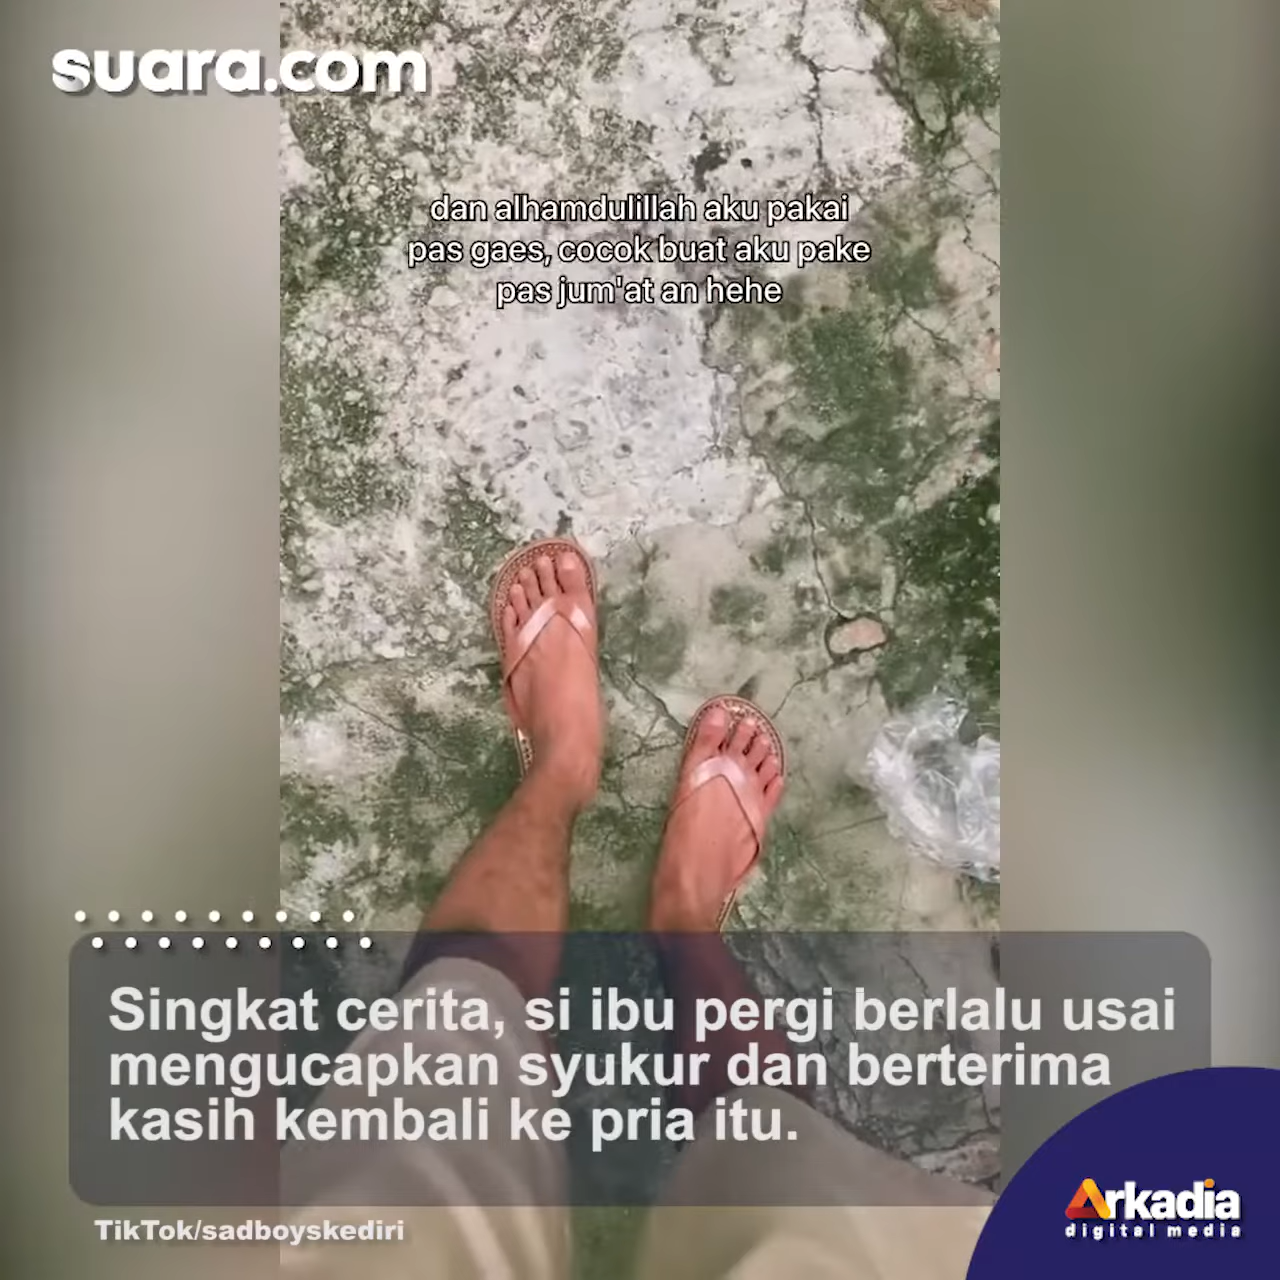 suara.com
dan alhamdulillah aku pakai
pas gaes, cocok buat aku pake
pas jum'at an hehe
Singkat cerita, si ibu pergi berlalu usai
mengucapkan syukur dan berterima
kasih kembali ke pria itu.
TikTok/sadboyskediri
Arkadia
digital media